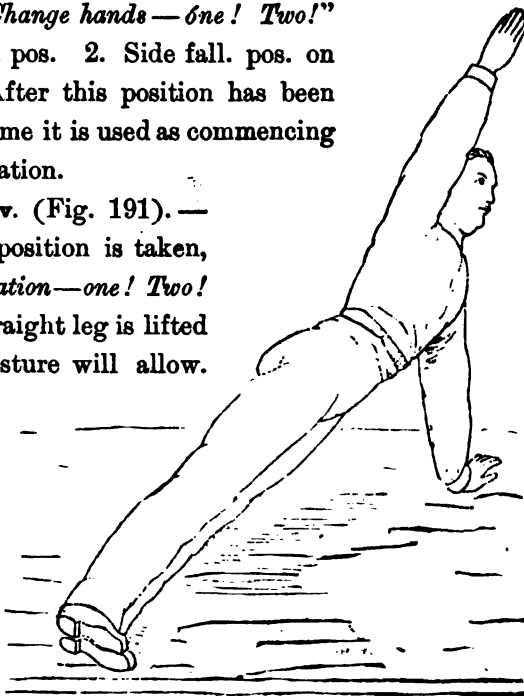 Change hands — óne! Two!”
pos. 2. Side fall. pos. on
After this position has been
me it is used as commencing
ation.
v. (Fig. 191). —
position is taken,
ation—one! Two!
raight leg is lifted
sture will allow.